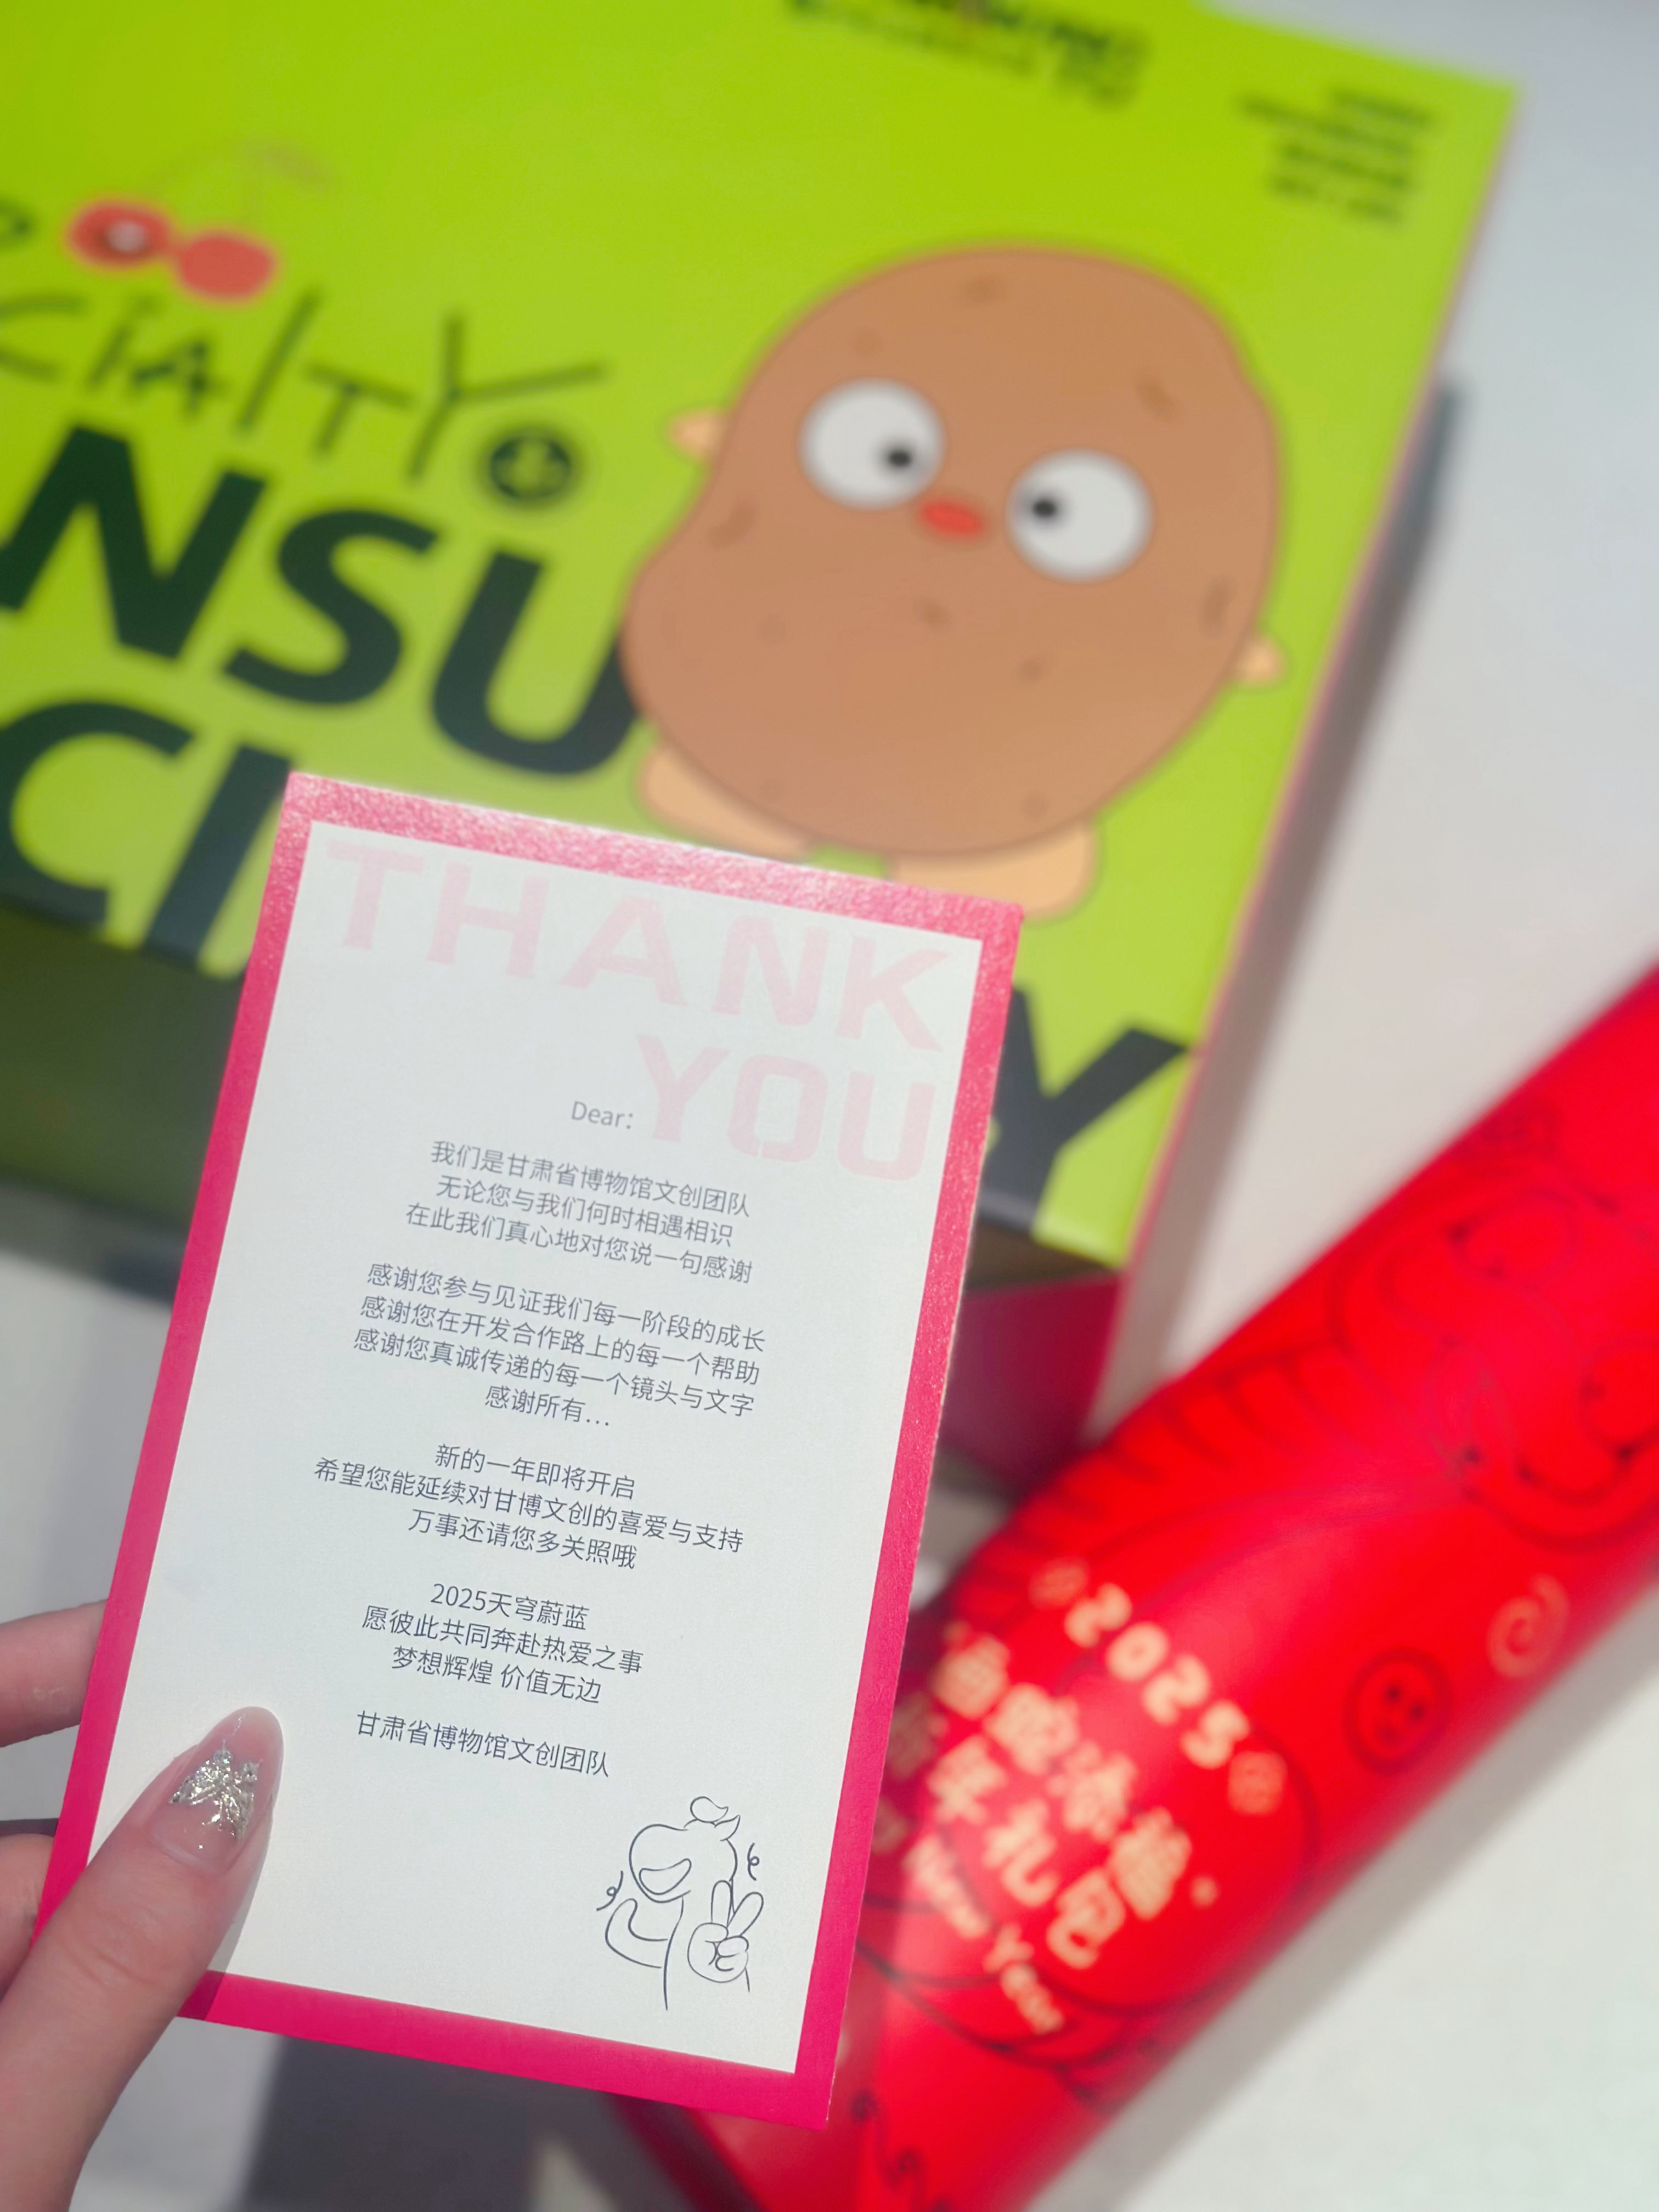 CIALTY
NSU
CI
Y
THANK
YOU
Dear:
我们是甘肃省博物馆文创团队
无论您与我们何时相遇相识
在此我们真心地对您说一句感谢
感谢您参与见证我们每一阶段的成长
感谢您在开发合作路上的每一个帮助
感谢您真诚传递的每一个镜头与文字
感谢所有...
新的一年即将开启
希望您能延续对甘博文创的喜爱与支持
万事还请您多关照哦
2025天穹蔚蓝
愿彼此共同奔赴热爱之事
梦想辉煌 价值无边
甘肃省博物馆文创团队
2025
年礼包
New Year